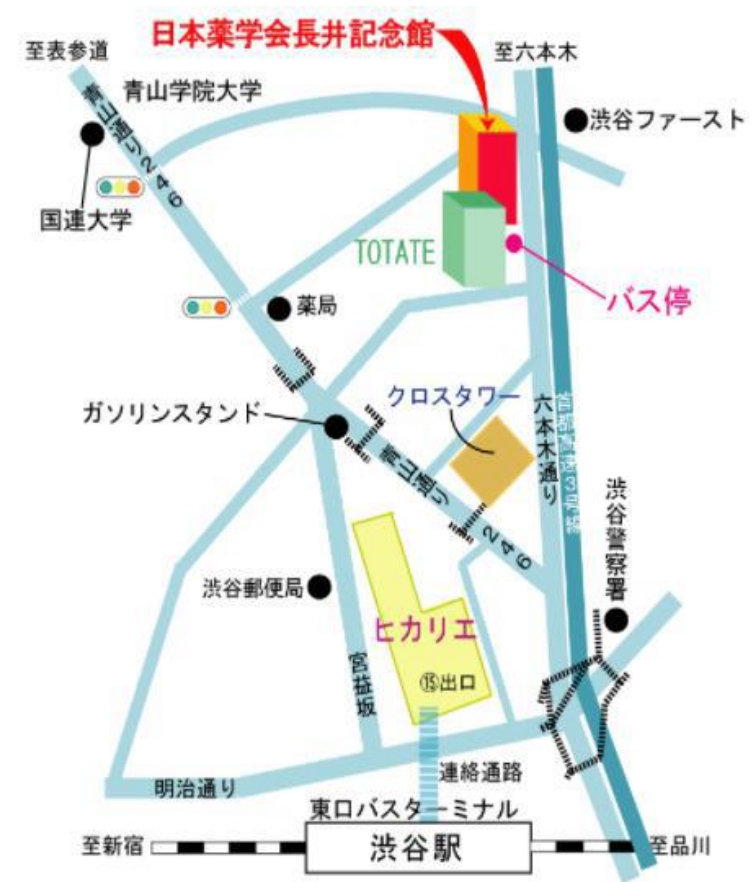 日本薬学会長井記念館
至表参道
至六本木
青山学院大学
青山通り246
渋谷ファースト
国連大学
TOTATE
バス停
薬局
クロスタワー
ガソリンスタンド
六本木通り
首都高速3号線
青山通り
246
渋谷警察署
渋谷郵便局
ヒカリエ
宮益坂
⑮出口
連絡通路
明治通り
東口バスターミナル
至新宿
渋谷駅
至品川